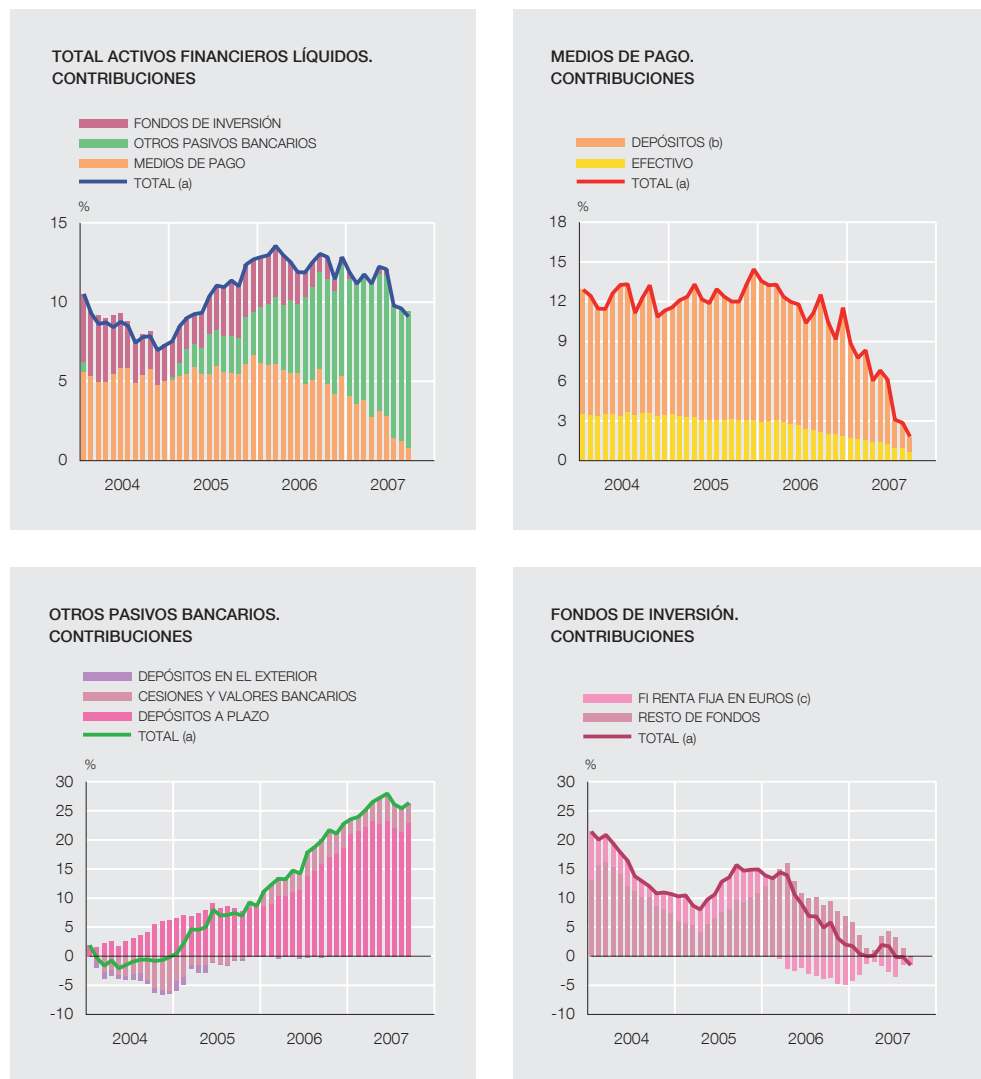 TOTAL ACTIVOS FINANCIEROS LÍQUIDOS.
CONTRIBUCIONES
FONDOS DE INVERSIÓN
OTROS PASIVOS BANCARIOS
MEDIOS DE PAGO
TOTAL (a)
%
15
10
5
0
2004 2005 2006 2007
MEDIOS DE PAGO.
CONTRIBUCIONES
DEPÓSITOS (b)
EFECTIVO
TOTAL (a)
%
18
15
12
9
6
3
0
2004 2005 2006 2007
OTROS PASIVOS BANCARIOS.
CONTRIBUCIONES
DEPÓSITOS EN EL EXTERIOR
CESIONES Y VALORES BANCARIOS
DEPÓSITOS A PLAZO
TOTAL (a)
%
30
25
20
15
10
5
0
-5
-10
2004 2005 2006 2007
FONDOS DE INVERSIÓN.
CONTRIBUCIONES
FI RENTA FIJA EN EUROS (c)
RESTO DE FONDOS
TOTAL (a)
%
30
25
20
15
10
5
0
-5
-10
2004 2005 2006 2007